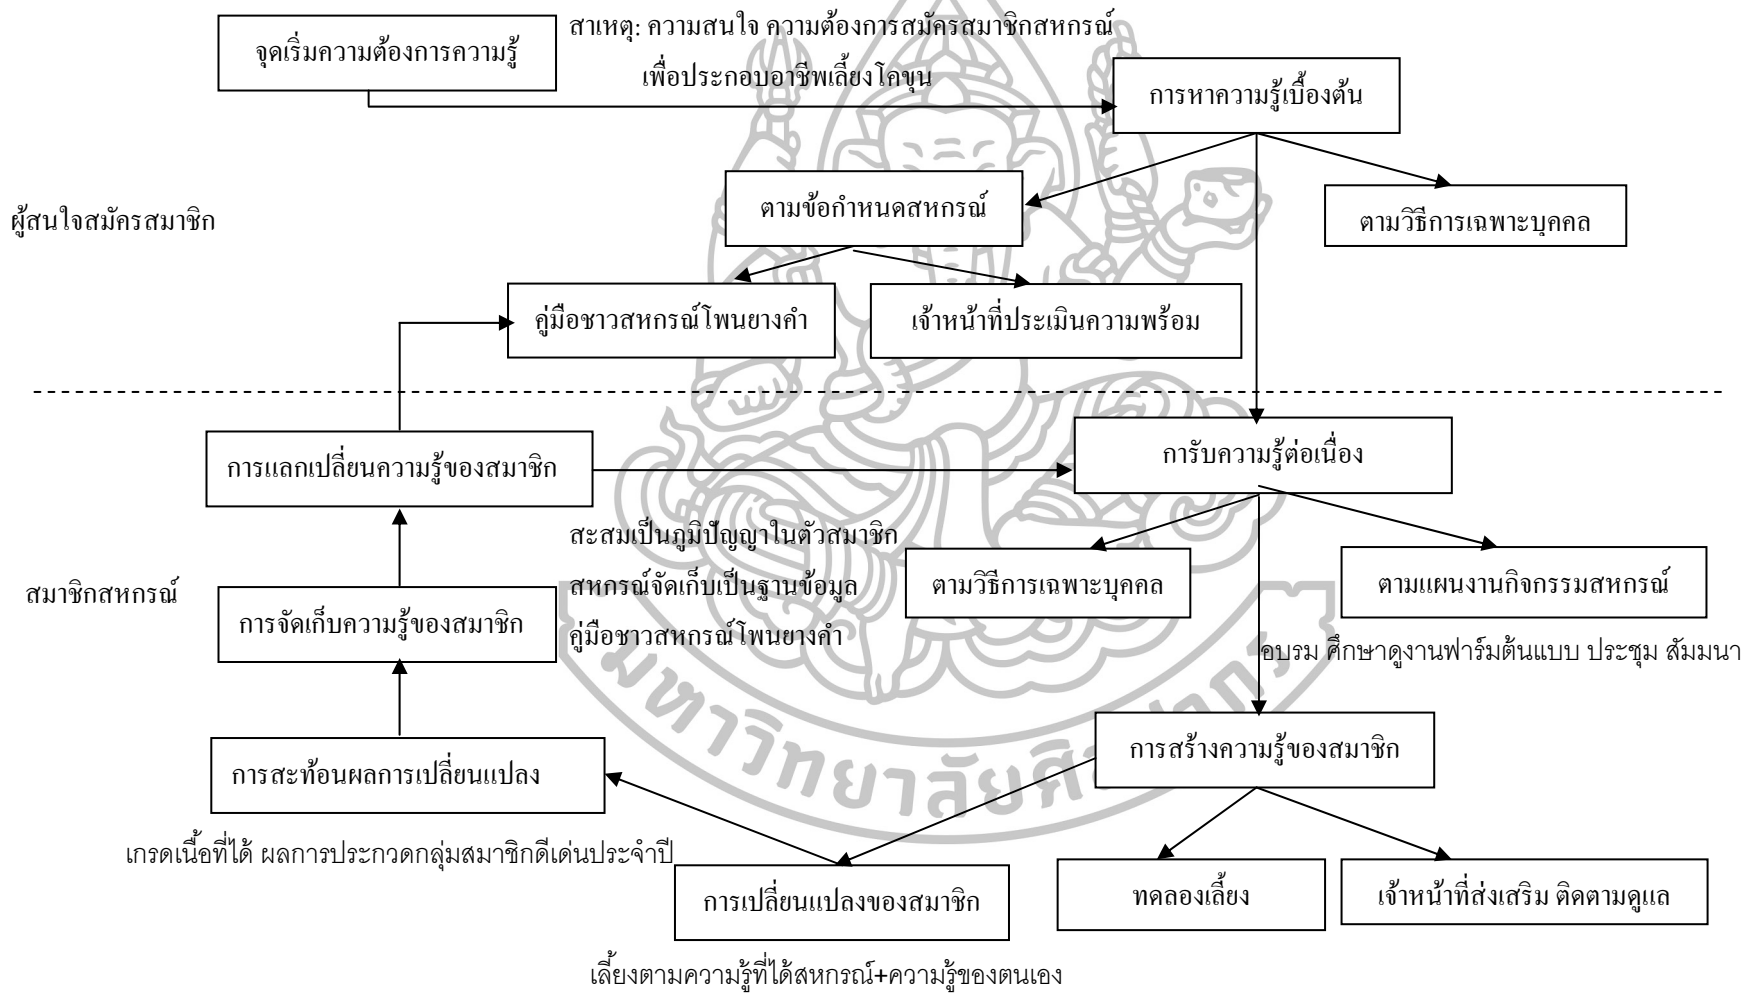 จุดเริ่มความต้องการความรู้
สาเหตุ: ความสนใจ ความต้องการสมัครสมาชิกสหกรณ์
เพื่อประกอบอาชีพเลี้ยงโคขุน
การหาความรู้เบื้องต้น
ตามข้อกำหนดสหกรณ์
ตามวิธีการเฉพาะบุคคล
ผู้สนใจสมัครสมาชิก
คู่มือชาวสหกรณ์โพนยางคำ
เจ้าหน้าที่ประเมินความพร้อม
การแลกเปลี่ยนความรู้ของสมาชิก
การับความรู้ต่อเนื่อง
สะสมเป็นภูมิปัญญาในตัวสมาชิก
สหกรณ์จัดเก็บเป็นฐานข้อมูล
คู่มือชาวสหกรณ์โพนยางคำ
ตามวิธีการเฉพาะบุคคล
ตามแผนงานกิจกรรมสหกรณ์
สมาชิกสหกรณ์
การจัดเก็บความรู้ของสมาชิก
อบรม ศึกษาดูงานฟาร์มต้นแบบ ประชุม สัมมนา
การสะท้อนผลการเปลี่ยนแปลง
การสร้างความรู้ของสมาชิก
เกรดเนื้อที่ได้ ผลการประกวดกลุ่มสมาชิกดีเด่นประจำปี
การเปลี่ยนแปลงของสมาชิก
ทดลองเลี้ยง
เจ้าหน้าที่ส่งเสริม ติดตามดูแล
เลี้ยงตามความรู้ที่ได้สหกรณ์+ความรู้ของตนเอง